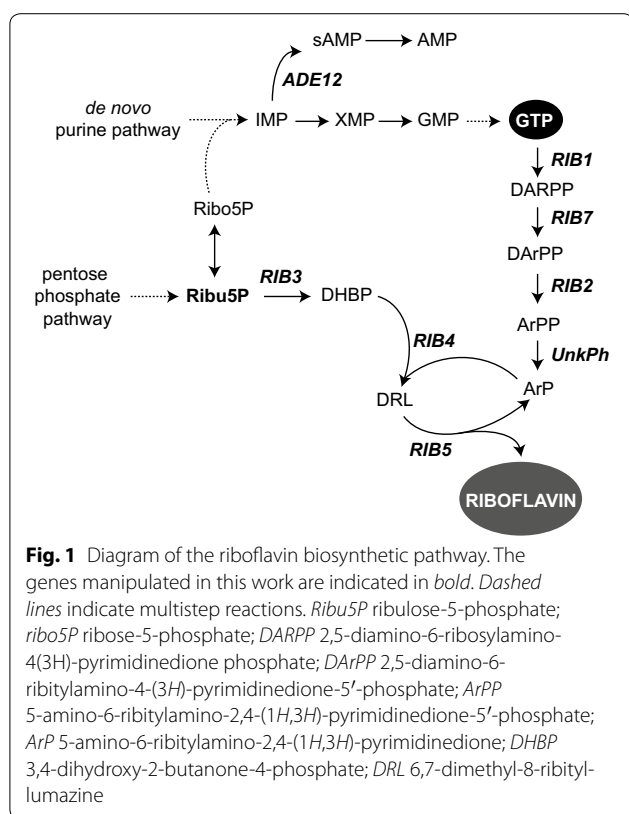 sAMP AMP
ADE12
de novo
purine pathway
IMP XMP GMP GTP
RIB1
DARPP
Ribo5P
RIB7
DArPP
pentose
phosphate
pathway
Ribu5P RIB3 DHBP
RIB2
ArPP
RIB4 UnkPh
DRL ArP
RIB5
RIBOFLAVIN
Fig. 1 Diagram of the riboflavin biosynthetic pathway. The
genes manipulated in this work are indicated in bold. Dashed
lines indicate multistep reactions. Ribu5P ribulose-5-phosphate;
ribo5P ribose-5-phosphate; DARPP 2,5-diamino-6-ribosylamino-
4(3H)-pyrimidinedione phosphate; DArPP 2,5-diamino-6-
ribitylamino-4-(3H)-pyrimidinedione-5′-phosphate; ArPP
5-amino-6-ribitylamino-2,4-(1H,3H)-pyrimidinedione-5′-phosphate;
ArP 5-amino-6-ribitylamino-2,4-(1H,3H)-pyrimidinedione; DHBP
3,4-dihydroxy-2-butanone-4-phosphate; DRL 6,7-dimethyl-8-ribityl-
lumazine